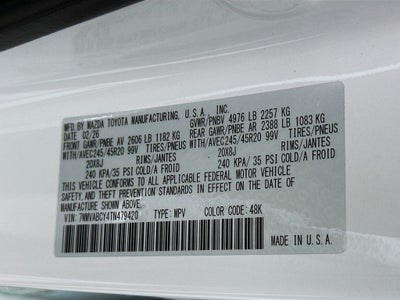 MFD BY MAZDA TOYOTA MANUFACTURING, U.S.A., INC.
02/26 GVWR/PNBV 4976 LB 2257 KG
FRONT GAWR/PNBE AV 2606 LB 1182 KG REAR GAWR/PNBE AR 2388 LB 1083 KG
WITH/AVEC245/45R20 99V TIRES/PNEUS WITH/AVEC245/45R20 99V TIRES/PNEUS
20X8J RIMS/JANTES 20X8J RIMS/JANTES
240 KPA/ 35 PSI COLD/A FROID 240 KPA/ 35 PSI COLD/A FROID
THIS VEHICLE CONFORMS TO ALL APPLICABLE FEDERAL MOTOR VEHICLE
SAFETY, AND THEFT PREVENTION STANDARDS IN EFFECT ON THE DATE OF
MANUFACTURE SHOWN ABOVE.
VIN: 7MMVABCY4TN479420 TYPE: MPV COLOR CODE: 48K
MADE IN U.S.A.